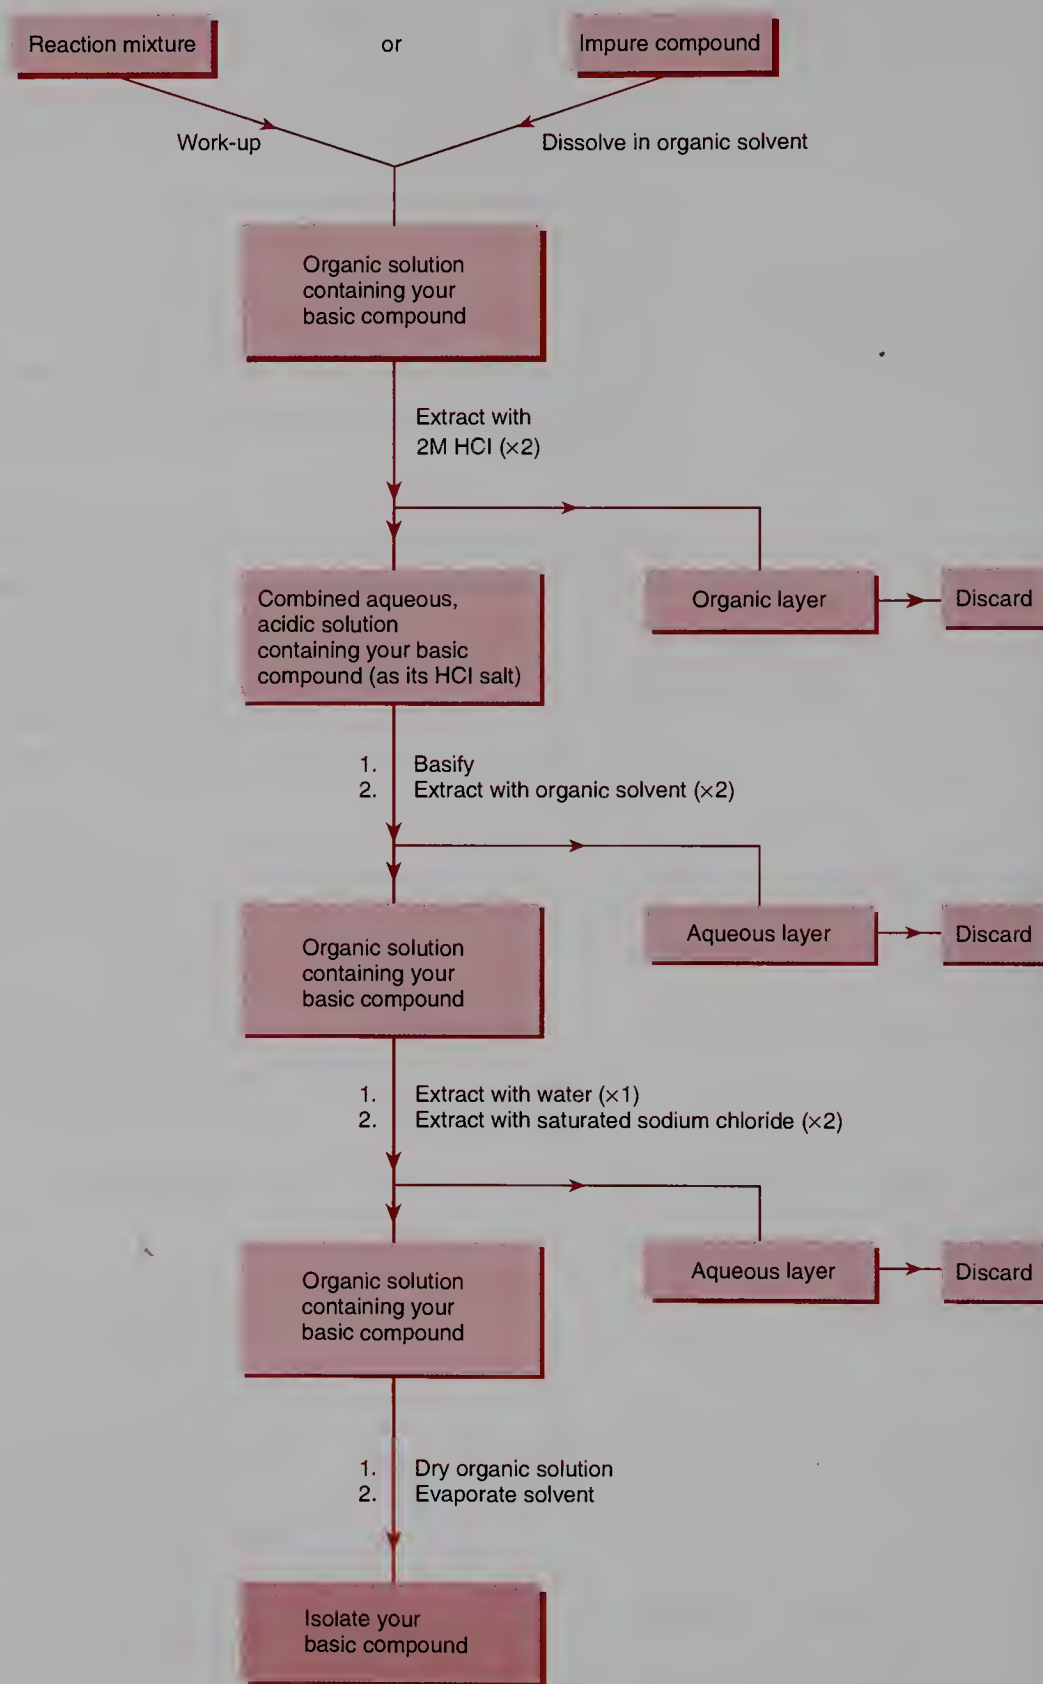 Reaction mixture
or
Impure compound
Work-up
Dissolve in organic solvent
Organic solution
containing your
basic compound
Extract with
2M HCl (×2)
Combined aqueous,
acidic solution
containing your basic
compound (as its HCl salt)
Organic layer
Discard
1. Basify
2. Extract with organic solvent (×2)
Organic solution
containing your
basic compound
Aqueous layer
Discard
1. Extract with water (×1)
2. Extract with saturated sodium chloride (×2)
Organic solution
containing your
basic compound
Aqueous layer
Discard
1. Dry organic solution
2. Evaporate solvent
Isolate your
basic compound